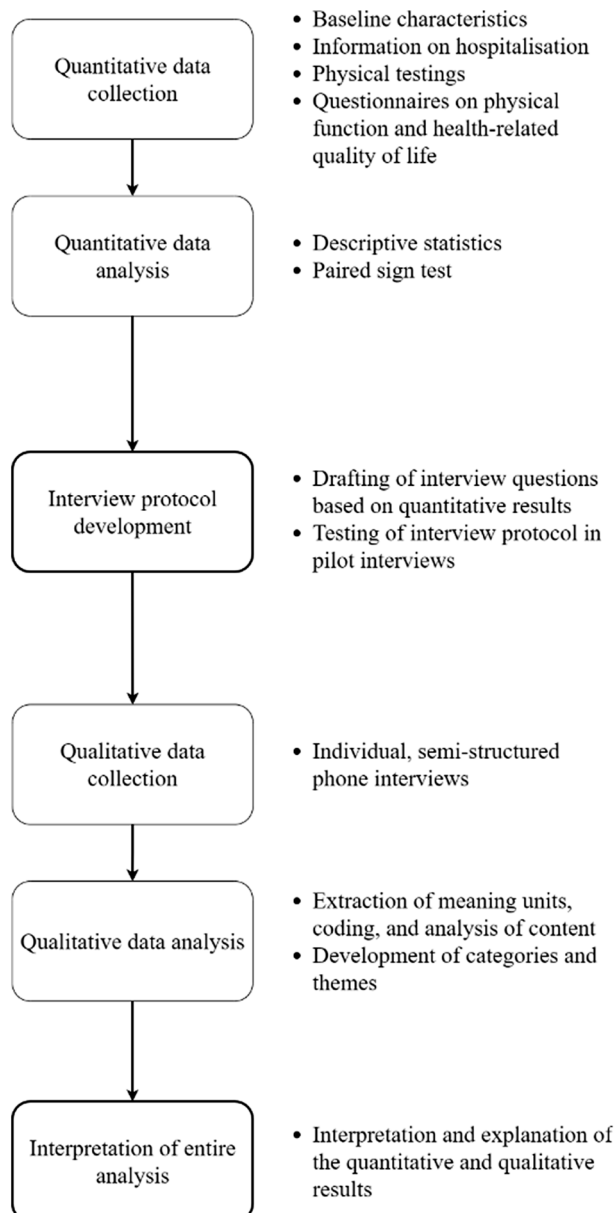 Quantitative data
collection
• Baseline characteristics
• Information on hospitalisation
• Physical testings
• Questionnaires on physical
function and health-related
quality of life
Quantitative data
analysis
• Descriptive statistics
• Paired sign test
Interview protocol
development
• Drafting of interview questions
based on quantitative results
• Testing of interview protocol in
pilot interviews
Qualitative data
collection
• Individual, semi-structured
phone interviews
Qualitative data analysis
• Extraction of meaning units,
coding, and analysis of content
• Development of categories and
themes
Interpretation of entire
analysis
• Interpretation and explanation of
the quantitative and qualitative
results